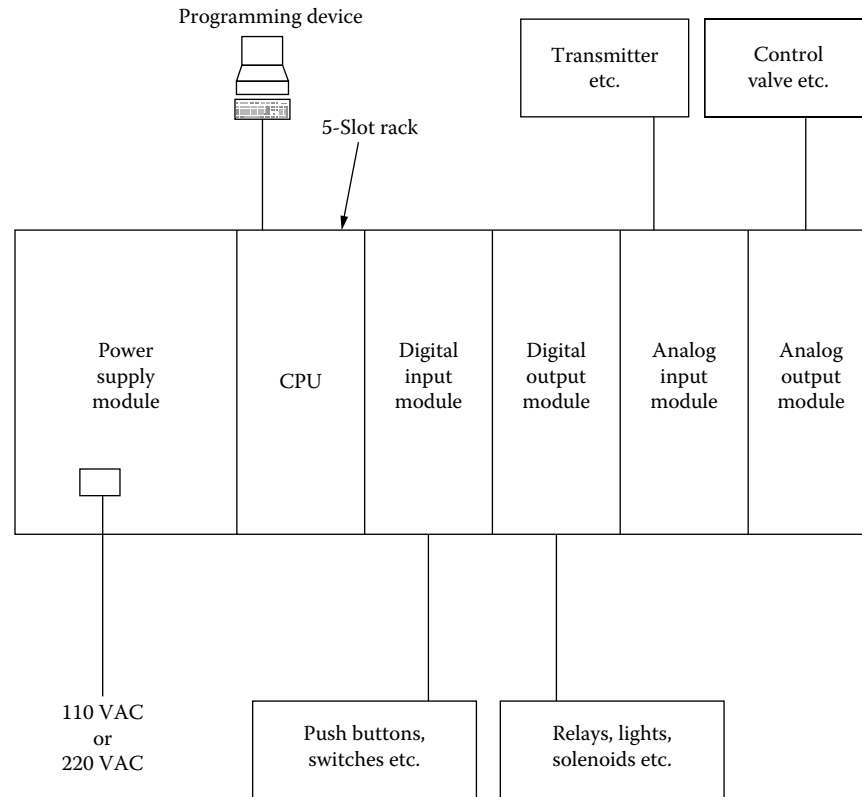 Programming device
5-Slot rack
Transmitter
etc.
Control
valve etc.
Power
supply
module
CPU
Digital
input
module
Digital
output
module
Analog
input
module
Analog
output
module
110 VAC
or
220 VAC
Push buttons,
switches etc.
Relays, lights,
solenoids etc.